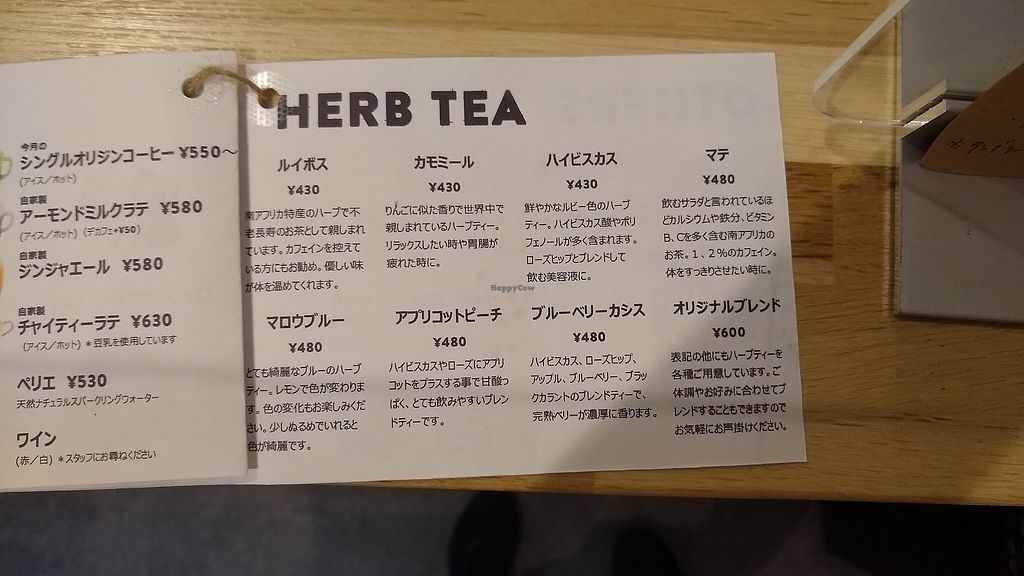 今月の
シングルオリジンコーヒー ¥550〜
(アイス/ホット)
自家製
アーモンドミルクラテ ¥580
(アイス/ホット) (デカフェ+¥50)
自家製
ジンジャエール ¥580
自家製
チャイティーラテ ¥630
(アイス/ホット) *豆乳を使用しています
ペリエ ¥530
天然ナチュラルスパークリングウォーター
ワイン
(赤/白) *スタッフにお尋ねください
HERB TEA
ルイボス
¥430
南アフリカ特産のハーブで不
老長寿のお茶として親しまれ
ています。カフェインを控えて
いる方にもお勧め。優しい味
が体を温めてくれます。
カモミール
¥430
りんごに似た香りで世界中で
親しまれているハーブティー。
リラックスしたい時や胃腸が
疲れた時に。
ハイビスカス
¥430
鮮やかなルビー色のハーブ
ティー。ハイビスカス酸やポリ
フェノールが多く含まれます。
ローズヒップとブレンドして
飲む美容液に。
マテ
¥480
飲むサラダと言われているほ
どカルシウムや鉄分、ビタミン
B、Cを多く含む南アフリカの
お茶。1、2%のカフェイン。
体をすっきりさせたい時に。
マロウブルー
¥480
とても綺麗なブルーのハーブ
ティー。レモンで色が変わりま
す。色の変化もお楽しみくだ
さい。少しぬるめでいれると
色が綺麗です。
アプリコットピーチ
¥480
ハイビスカスやローズにアプリ
コットをプラスする事で甘酸っ
ぱく、とても飲みやすいブレン
ドティーです。
ブルーベリーカシス
¥480
ハイビスカス、ローズヒップ、
アップル、ブルーベリー、ブラッ
クカラントのブレンドティーで、
完熟ベリーが濃厚に香ります。
オリジナルブレンド
¥600
表記の他にもハーブティーを
各種ご用意しています。ご
体調やお好みに合わせてブ
レンドすることもできますので
お気軽にお声掛けください。
HappyCow
OTHERS